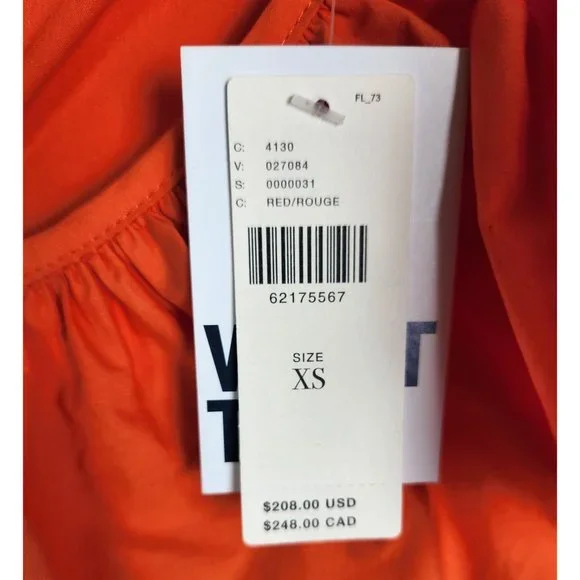 FL_73
C: 4130
V: 027084
S: 0000031
C: RED/ROUGE
62175567
SIZE
XS
$208.00 USD
$248.00 CAD